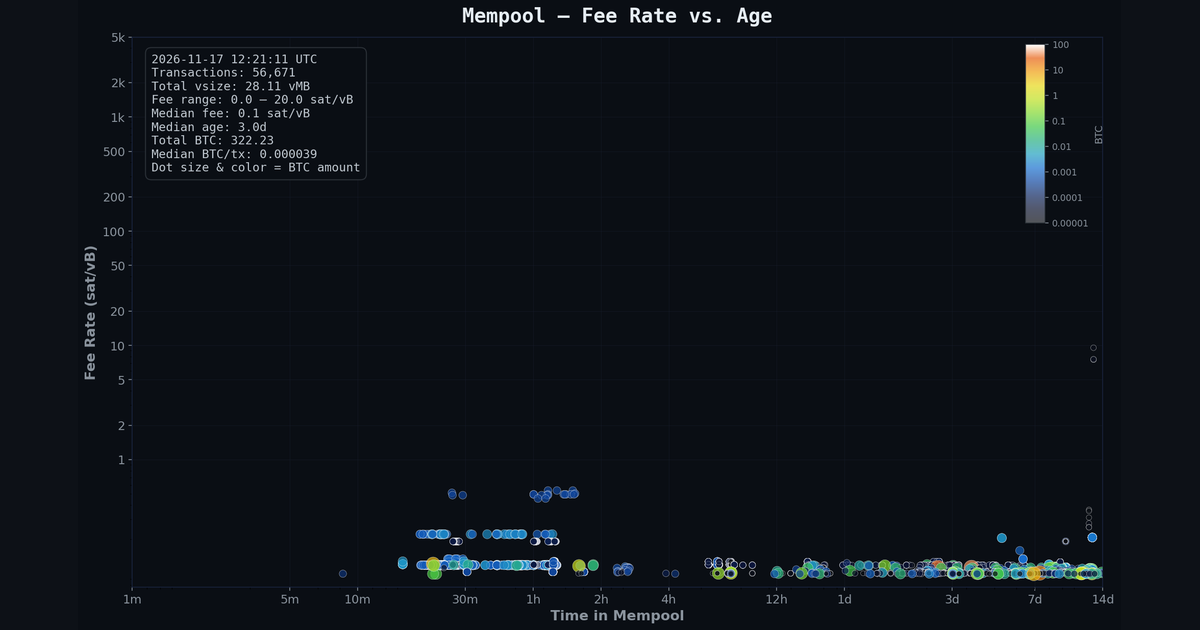 Mempool — Fee Rate vs. Age
2026-11-17 12:21:11 UTC
Transactions: 56,671
Total vsize: 28.11 vMB
Fee range: 0.0 — 20.0 sat/vB
Median fee: 0.1 sat/vB
Median age: 3.0d
Total BTC: 322.23
Median BTC/tx: 0.000039
Dot size & color = BTC amount
100
10
1
0.1
0.01
0.001
0.0001
0.00001
BTC
Fee Rate (sat/vB)
5k
2k
1k
500
200
100
50
20
10
5
2
1
1m
5m
10m
30m
1h
2h
4h
12h
1d
3d
7d
14d
Time in Mempool